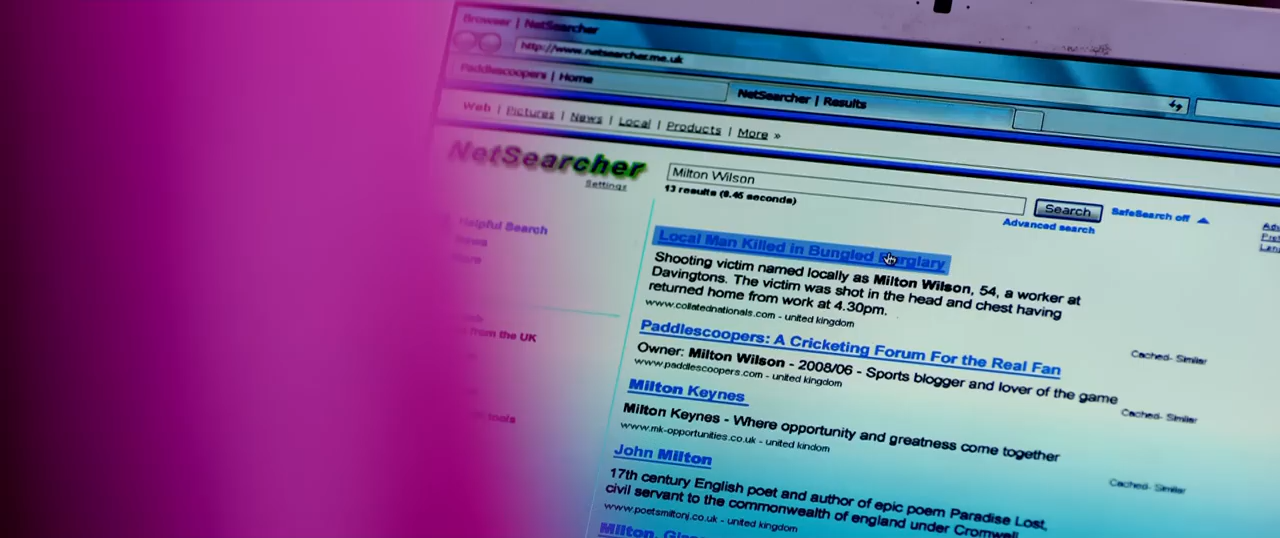 Browser | NetSearcher
http://www.netsearcher.me.uk
Paddlescoopers | Home
NetSearcher | Results
Web | Pictures | News | Local | Products | More »
NetSearcher
Settings
Milton Wilson
13 results (0.45 seconds)
Search
SafeSearch off
Advanced search
Helpful Search
Local Man Killed in Bungled Burglary
Shooting victim named locally as Milton Wilson, 54, a worker at
Davingtons. The victim was shot in the head and chest having
returned home from work at 4.30pm.
www.collatednationals.com - united kingdom
from the UK
Cached- Similar
Paddlescoopers: A Cricketing Forum For the Real Fan
Owner: Milton Wilson - 2008/06 - Sports blogger and lover of the game
www.paddlescoopers.com - united kingdom
Cached- Similar
Milton Keynes
Milton Keynes - Where opportunity and greatness come together
www.mk-opportunities.co.uk - united kindom
tools
Cached- Similar
John Milton
17th century English poet and author of epic poem Paradise Lost,
civil servant to the commonwealth of england under Cromwell
www.poetsmiltonj.co.uk - united kingdom
Milton,